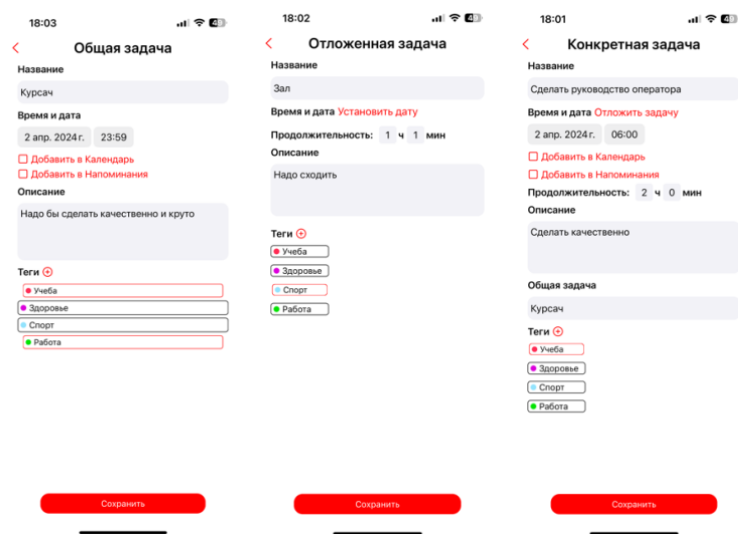 18:03
Общая задача
Название
Курсач
Время и дата
2 апр. 2024 г. 23:59
Добавить в Календарь
Добавить в Напоминания
Описание
Надо бы сделать качественно и круто
Теги
Учеба
Здоровье
Спорт
Работа
Сохранить
18:02
Отложенная задача
Название
Зал
Время и дата Установить дату
Продолжительность: 1 ч 1 мин
Описание
Надо сходить
Теги
Учеба
Здоровье
Спорт
Работа
Сохранить
18:01
Конкретная задача
Название
Сделать руководство оператора
Время и дата Отложить задачу
2 апр. 2024 г. 06:00
Добавить в Календарь
Добавить в Напоминания
Продолжительность: 2 ч 0 мин
Описание
Сделать качественно
Общая задача
Курсач
Теги
Учеба
Здоровье
Спорт
Работа
Сохранить